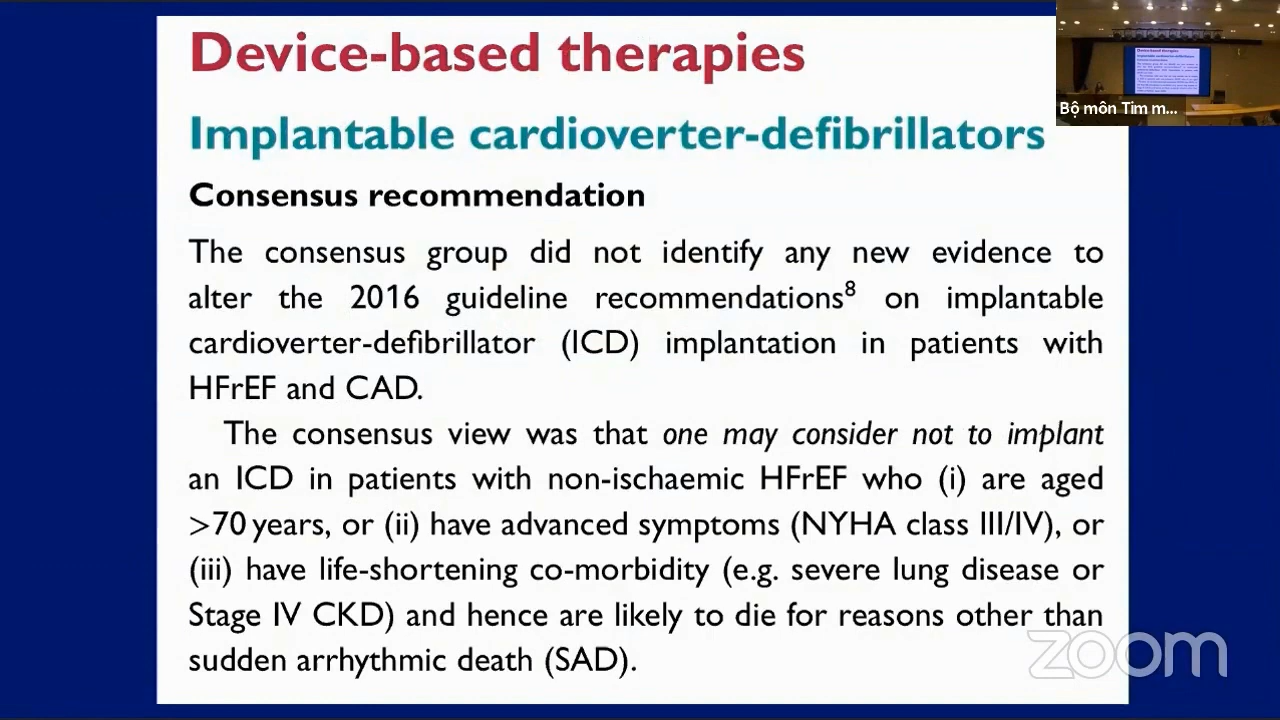 Device-based therapies
Implantable cardioverter-defibrillators
Consensus recommendation
The consensus group did not identify any new evidence to
alter the 2016 guideline recommendations⁸ on implantable
cardioverter-defibrillator (ICD) implantation in patients with
HFrEF and CAD.
The consensus view was that one may consider not to implant
an ICD in patients with non-ischaemic HFrEF who (i) are aged
>70 years, or (ii) have advanced symptoms (NYHA class III/IV), or
(iii) have life-shortening co-morbidity (e.g. severe lung disease or
Stage IV CKD) and hence are likely to die for reasons other than
sudden arrhythmic death (SAD).
Bộ môn Tim m...
Device-based therapies
zoom